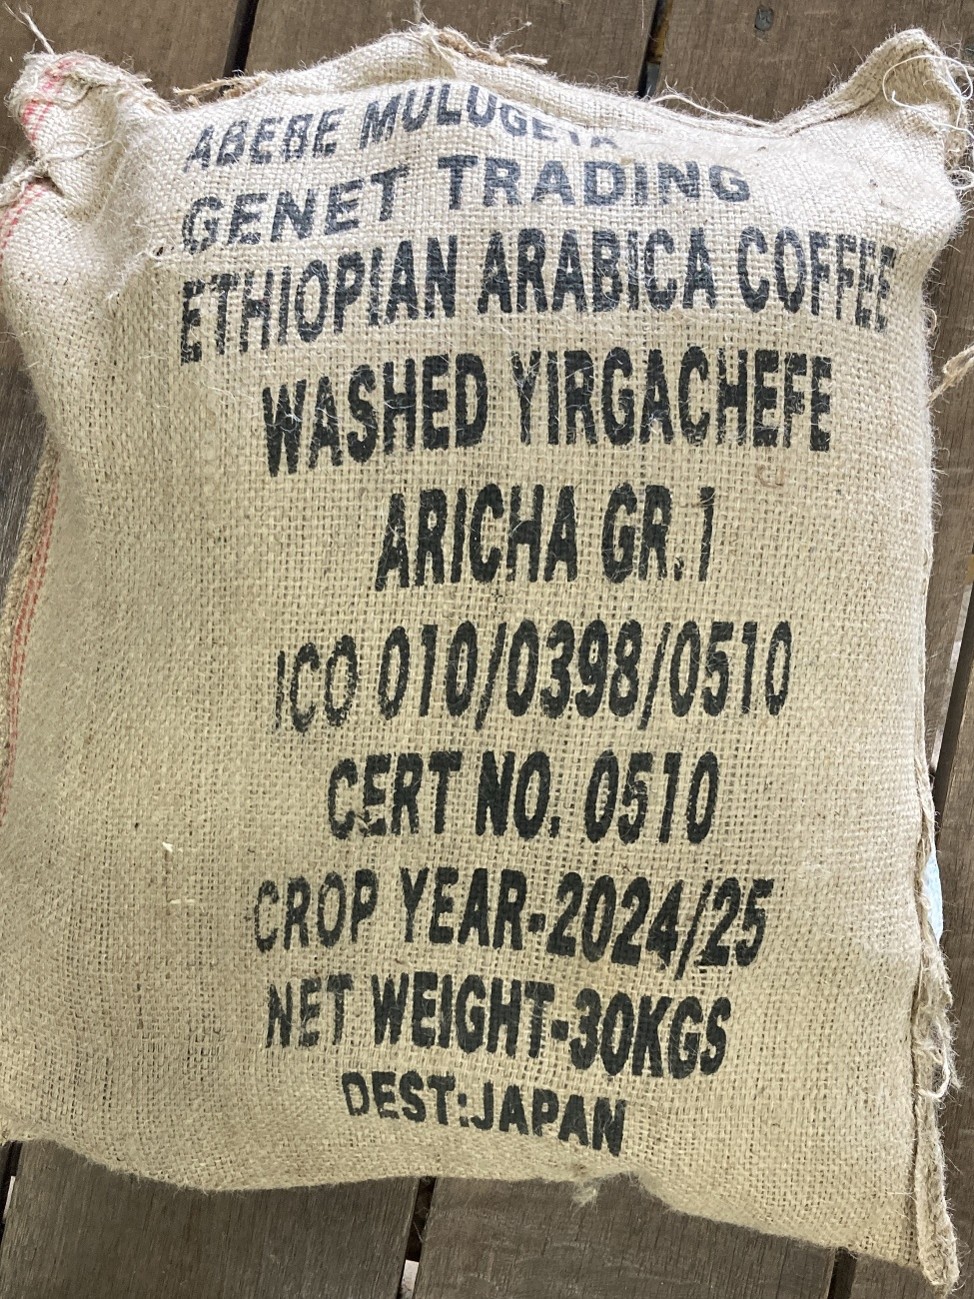 ABEBE MULUGETA
GENET TRADING
ETHIOPIAN ARABICA COFFEE
WASHED YIRGACHEFE
ARICHA GR.1
ICO 010/0398/0510
CERT NO. 0510
CROP YEAR-2024/25
NET WEIGHT-30KGS
DEST:JAPAN